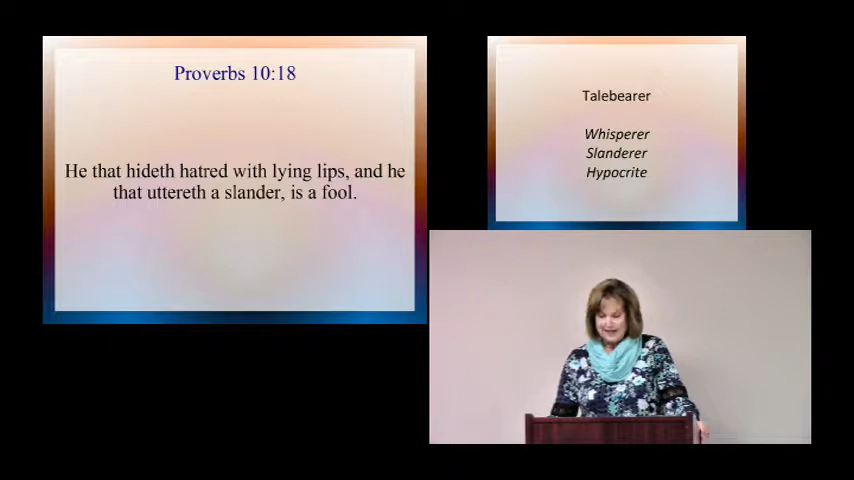 Proverbs 10:18
He that hideth hatred with lying lips, and he
that uttereth a slander, is a fool.
Talebearer
Whisperer
Slanderer
Hypocrite